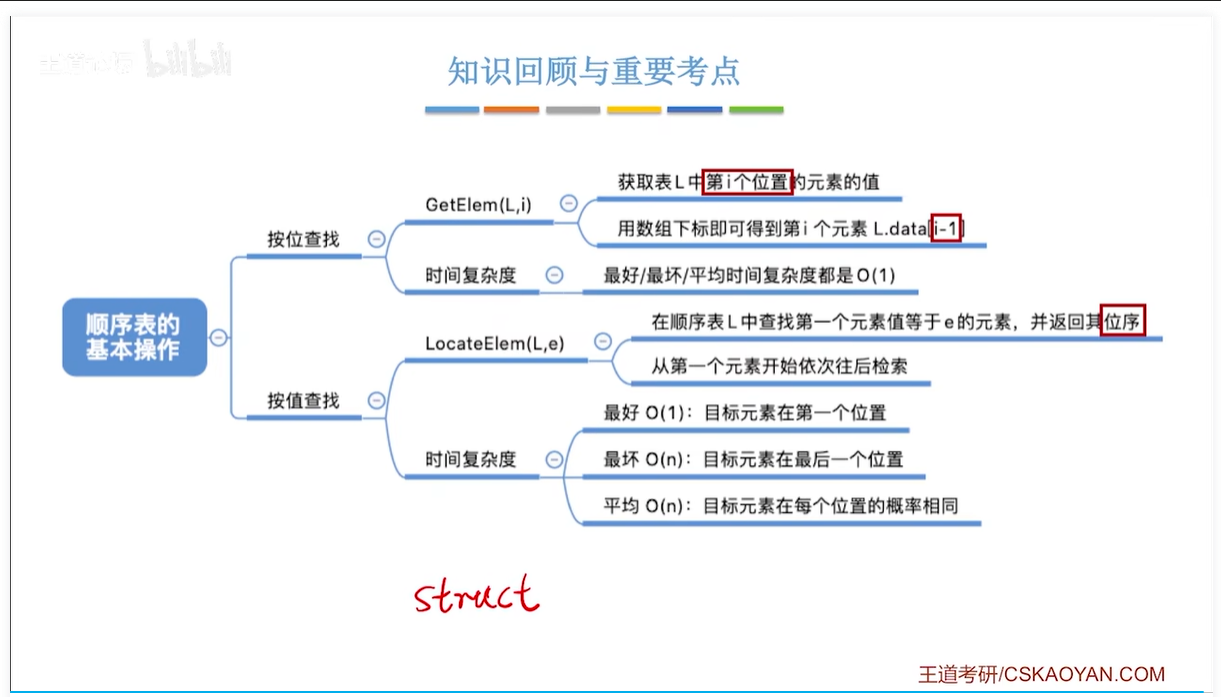 王道考研 bilibili
知识回顾与重要考点
顺序表的
基本操作
按位查找
GetElem(L,i)
获取表L中第i个位置的元素的值
用数组下标即可得到第i个元素 L.data[i-1]
时间复杂度
最好/最坏/平均时间复杂度都是O(1)
按值查找
LocateElem(L,e)
在顺序表L中查找第一个元素值等于e的元素，并返回其位序
从第一个元素开始依次往后检索
时间复杂度
最好 O(1)：目标元素在第一个位置
最坏 O(n)：目标元素在最后一个位置
平均 O(n)：目标元素在每个位置的概率相同
struct
王道考研/CSKAOYAN.COM